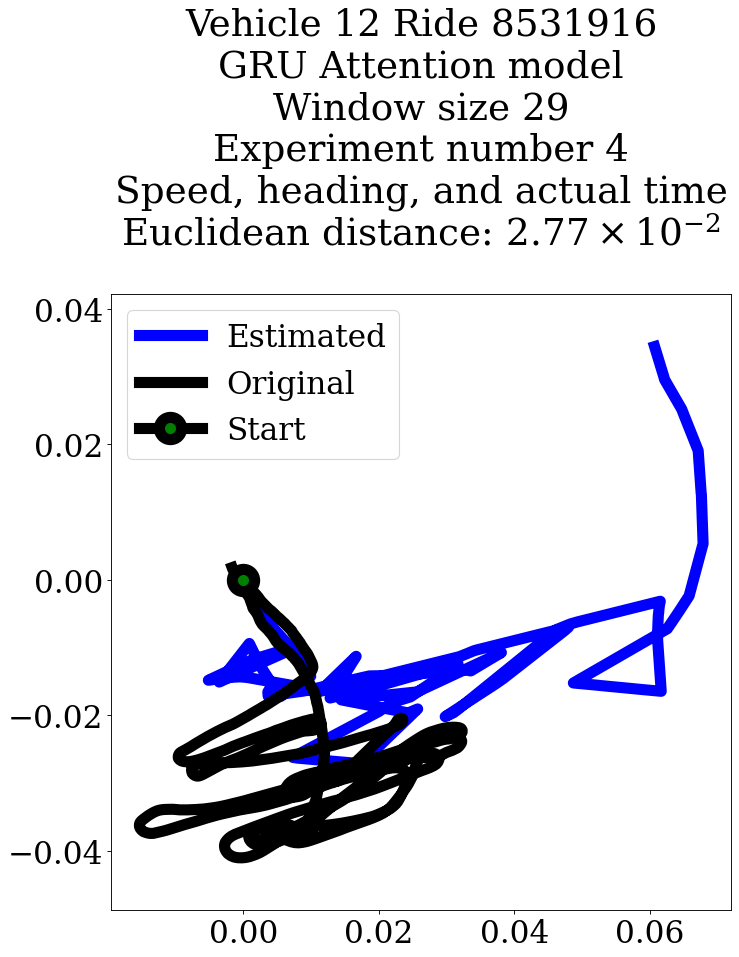 Vehicle 12 Ride 8531916
GRU Attention model
Window size 29
Experiment number 4
Speed, heading, and actual time
Euclidean distance: 2.77 × 10⁻²
0.04
0.02
0.00
−0.02
−0.04
Estimated
Original
Start
0.00 0.02 0.04 0.06